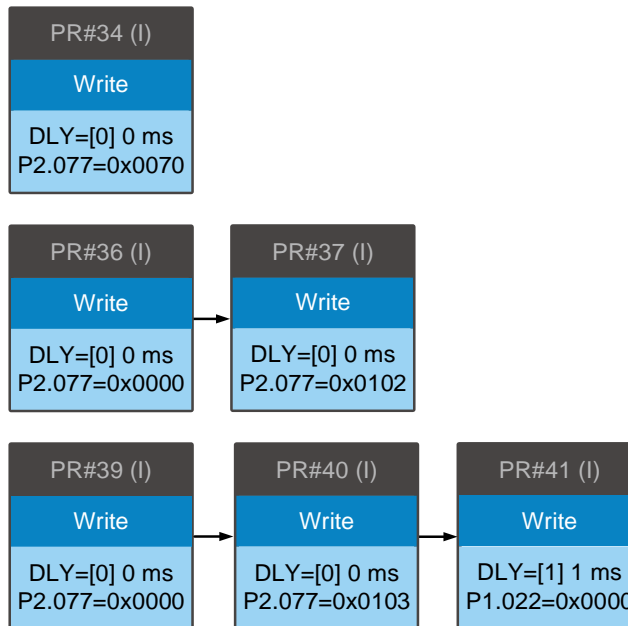 PR#34 (I)
Write
DLY=[0] 0 ms
P2.077=0x0070
PR#36 (I)
Write
DLY=[0] 0 ms
P2.077=0x0000
PR#37 (I)
Write
DLY=[0] 0 ms
P2.077=0x0102
PR#39 (I)
Write
DLY=[0] 0 ms
P2.077=0x0000
PR#40 (I)
Write
DLY=[0] 0 ms
P2.077=0x0103
PR#41 (I)
Write
DLY=[1] 1 ms
P1.022=0x0000